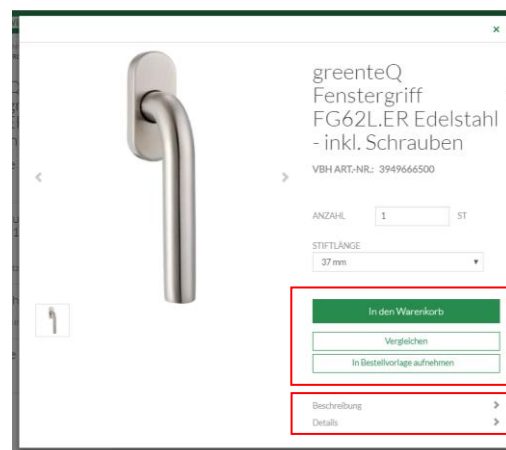 greenteQ
Fenstergriff
FG62L.ER Edelstahl
- inkl. Schrauben
VBH ART.-NR.: 3949666500
ANZAHL 1 ST
STIFTLÄNGE
37 mm
In den Warenkorb
Vergleichen
In Bestellvorlage aufnehmen
Beschreibung
Details